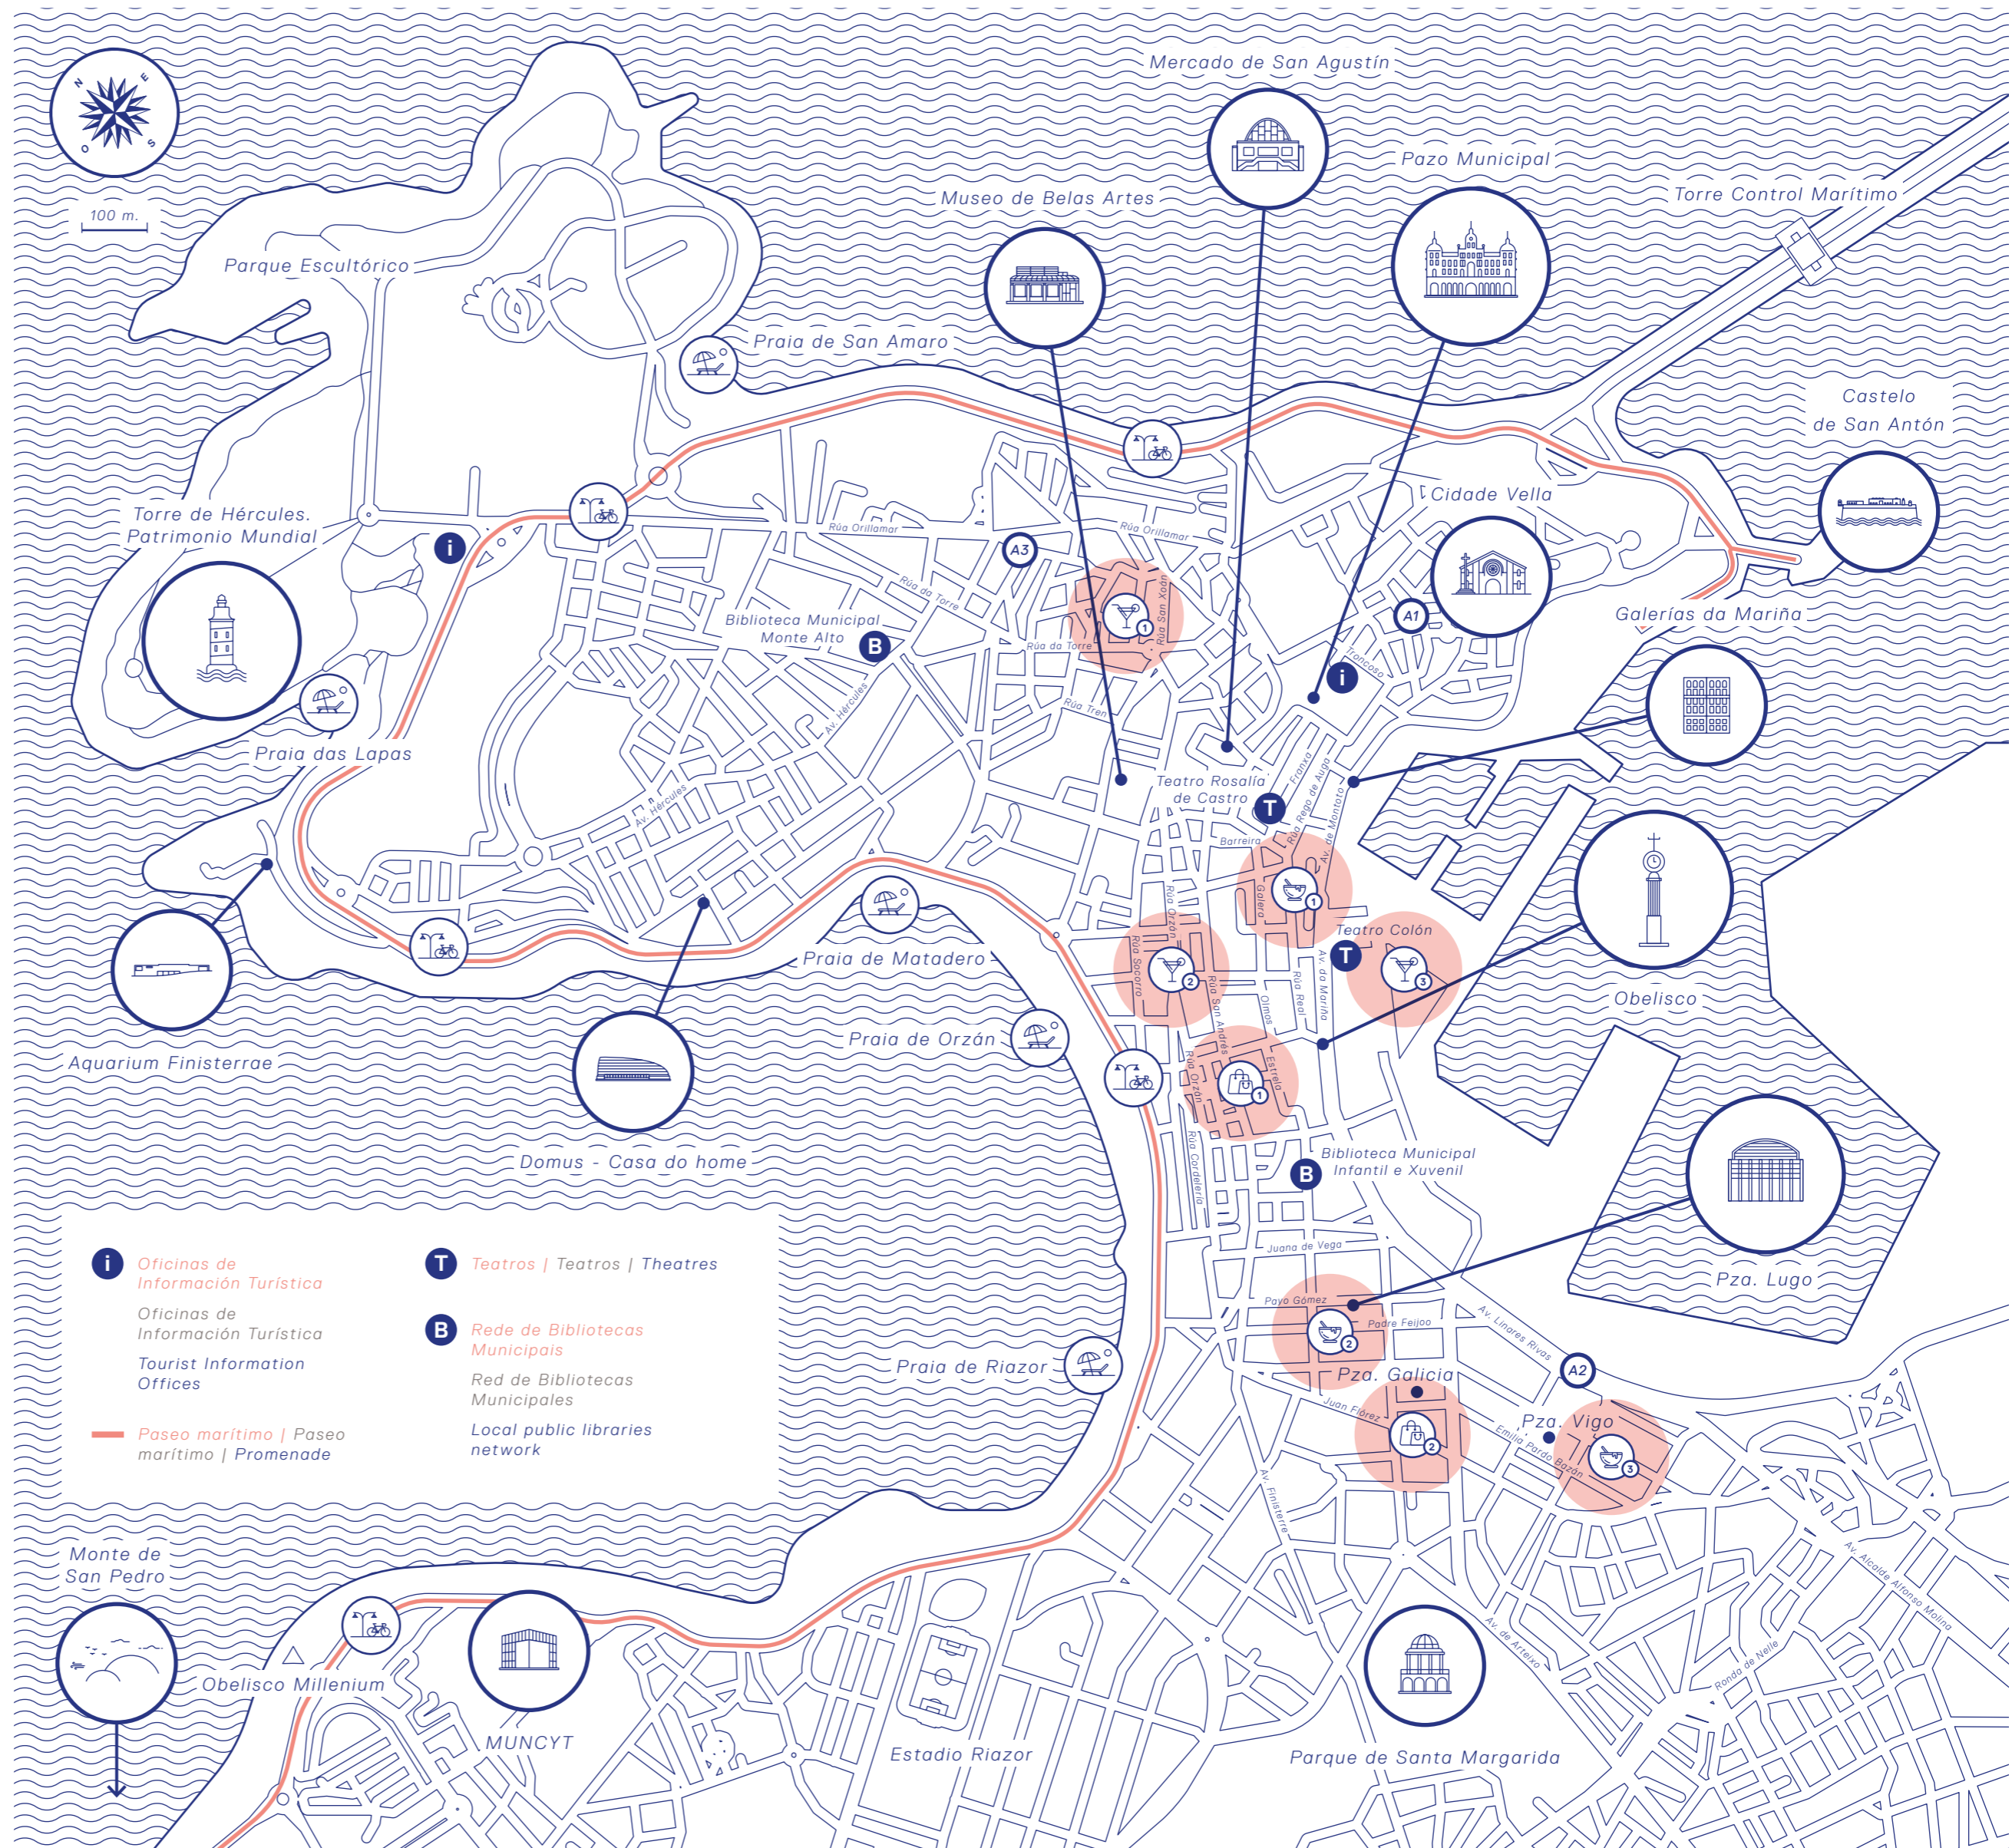 N
E
S
O
100 m.
Mercado de San Agustín
Pazo Municipal
Museo de Belas Artes
Torre Control Marítimo
Parque Escultórico
Praia de San Amaro
Castelo
de San Antón
Cidade Vella
Torre de Hércules.
Patrimonio Mundial
i
Rúa Orillamar
Rúa Orillamar
A3
Rúa da Torre
Rúa San Xoán
1
Biblioteca Municipal
Monte Alto
B
Rúa da Torre
A1
Galerías da Mariña
Troncoso
i
Av. Hércules
Rúa Tren
Praia das Lapas
Teatro Rosalía
de Castro
T
Franxa
Rúa Rego de Auga
Av. de Montoto
Av. Hércules
Barreira
Galera
1
Rúa Orzán
Teatro Colón
T
3
Rúa Socorro
2
Praia de Matadero
Rúa San Andrés
Olmos
Rúa Real
Av. da Mariña
Obelisco
Praia de Orzán
Aquarium Finisterrae
Rúa Orzán
Estrela
1
Domus - Casa do home
Rúa Cordelería
Biblioteca Municipal
Infantil e Xuvenil
B
Juana de Vega
Pza. Lugo
Payo Gómez
Padre Feijoo
2
Av. Linares Rivas
Praia de Riazor
Pza. Galicia
A2
Juan Flórez
2
Pza. Vigo
Emilia Pardo Bazán
3
Av. Finisterre
i
Oficinas de
Información Turística
Oficinas de
Información Turística
Tourist Information
Offices
Paseo marítimo | Paseo
marítimo | Promenade
T
Teatros | Teatros | Theatres
B
Rede de Bibliotecas
Municipais
Red de Bibliotecas
Municipales
Local public libraries
network
Monte de
San Pedro
Av. Alcalde Alfonso Molina
Av. de Arteixo
Ronda de Nelle
Obelisco Millenium
MUNCYT
Estadio Riazor
Parque de Santa Margarida